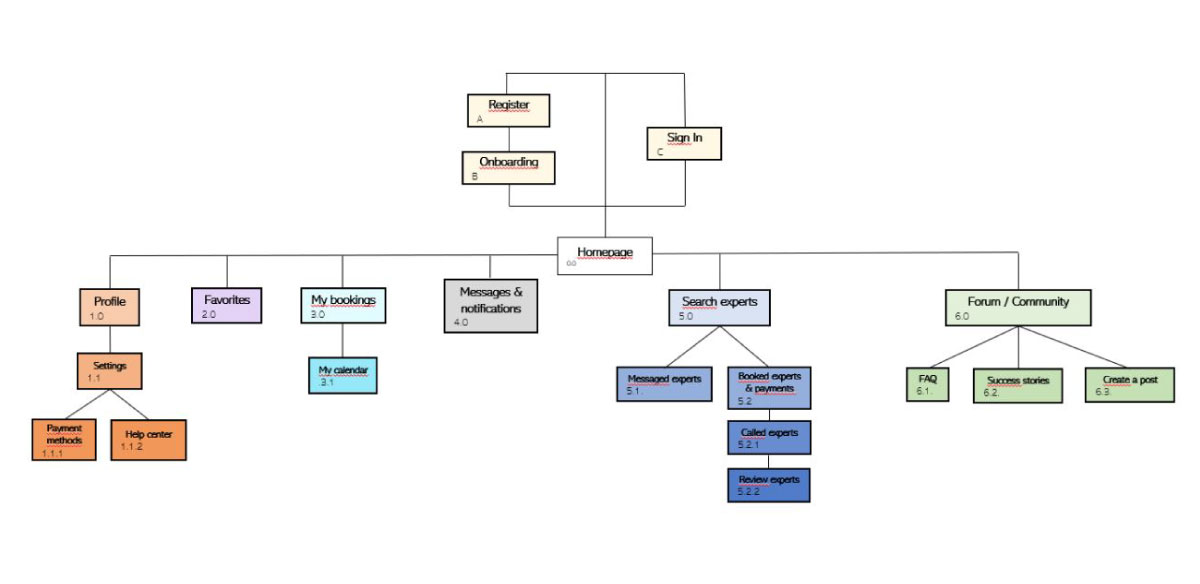 Register
A
Onboarding
B
Sign In
C
Homepage
0.0
Profile
1.0
Favorites
2.0
My bookings
3.0
Messages &
notifications
4.0
Search experts
5.0
Forum / Community
6.0
Settings
1.1
My calendar
3.1
Messaged experts
5.1.
Booked experts
& payments
5.2
FAQ
6.1.
Success stories
6.2.
Create a post
6.3.
Payment
methods
1.1.1
Help center
1.1.2
Called experts
5.2.1
Review experts
5.2.2